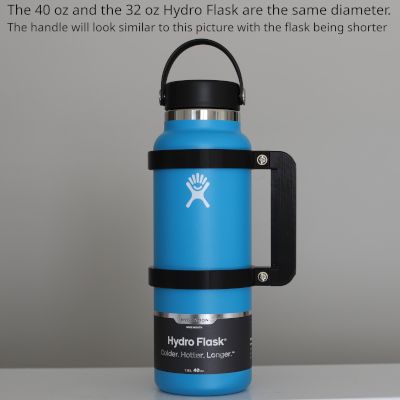 The 40 oz and the 32 oz Hydro Flask are the same diameter.
The handle will look similar to this picture with the flask being shorter
Hydro Flask®
Colder. Hotter. Longer.™
40 oz